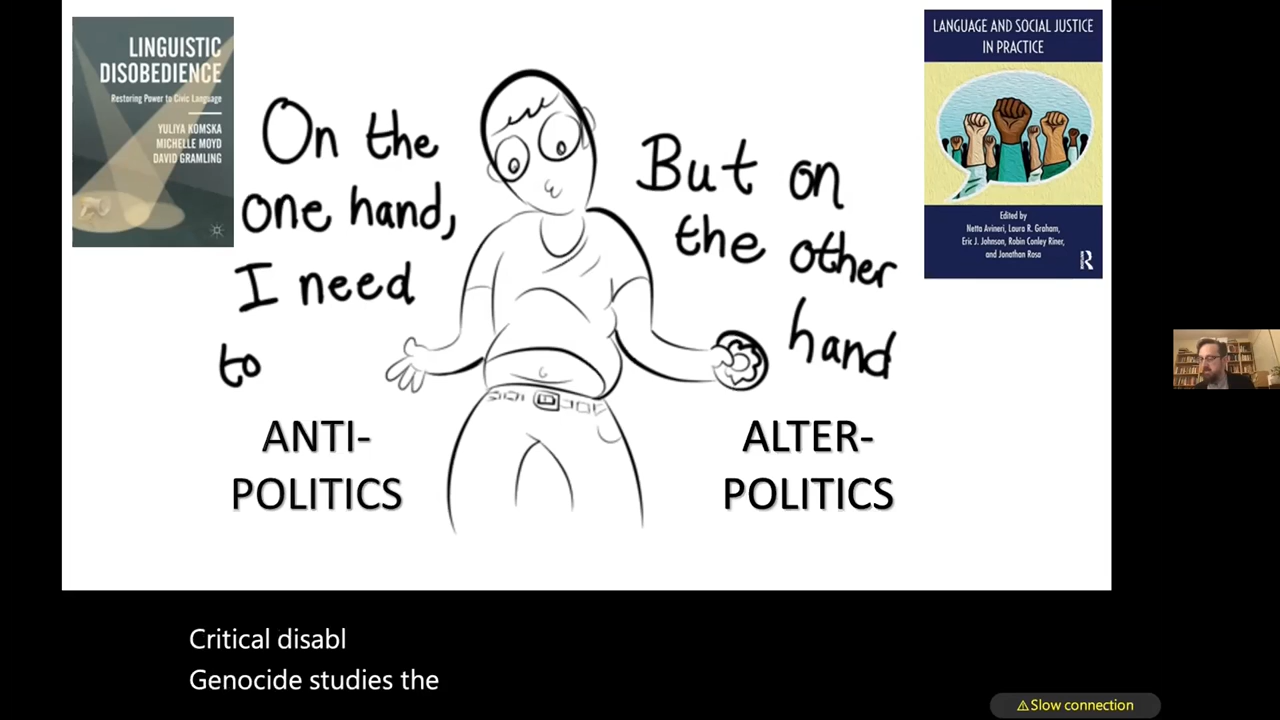 LINGUISTIC
DISOBEDIENCE
Restoring Power to Civic Language
YULIYA KOMSKA
MICHELLE MOYD
DAVID GRAMLING
On the
one hand,
I need
to
ANTI-
POLITICS
But on
the other
hand
ALTER-
POLITICS
LANGUAGE AND SOCIAL JUSTICE
IN PRACTICE
Edited by
Netta Avineri, Laura R. Graham,
Eric J. Johnson, Robin Conley Riner,
and Jonathan Rosa
R
Critical disabl
Genocide studies the
⚠Slow connection